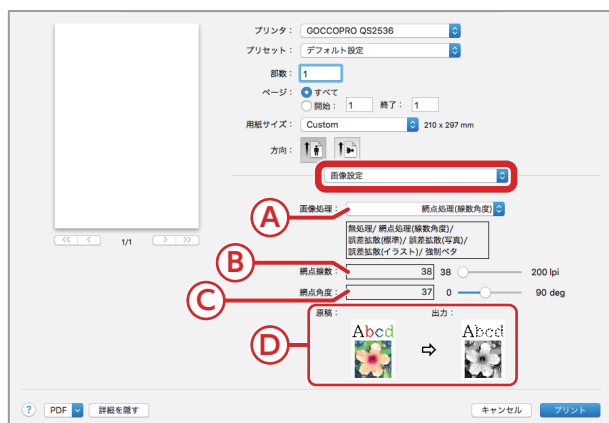 プリンタ： GOCCOPRO QS2536
プリセット： デフォルト設定
部数： 1
ページ： すべて
開始： 1 終了： 1
用紙サイズ： Custom 210 x 297 mm
方向：
画像設定
A 画像処理： 網点処理(線数角度)
無処理/ 網点処理(線数角度)/
誤差拡散(標準)/ 誤差拡散(写真)/
誤差拡散(イラスト)/ 強制ベタ
<< < 1/1 > >>
B 網点線数： 38 38 200 lpi
C 網点角度： 37 0 90 deg
D 原稿： 出力：
Abcd ⇨ Abcd
? PDF 詳細を隠す キャンセル プリント